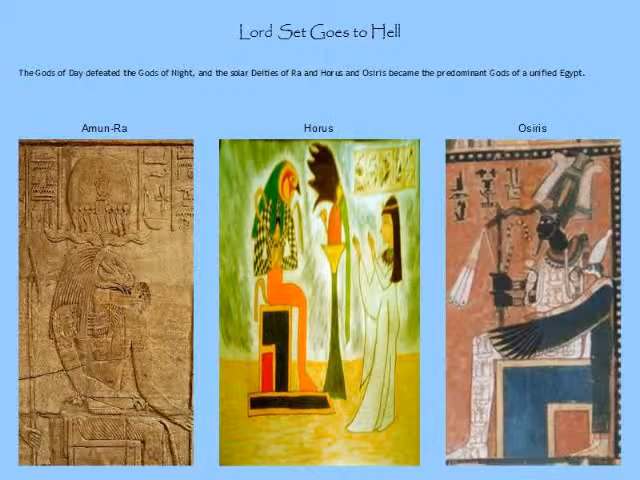 Lord Set Goes to Hell
The Gods of Day defeated the Gods of Night, and the solar Deities of Ra and Horus and Osiris became the predominant Gods of a unified Egypt.
Amun-Ra
Horus
Osiris